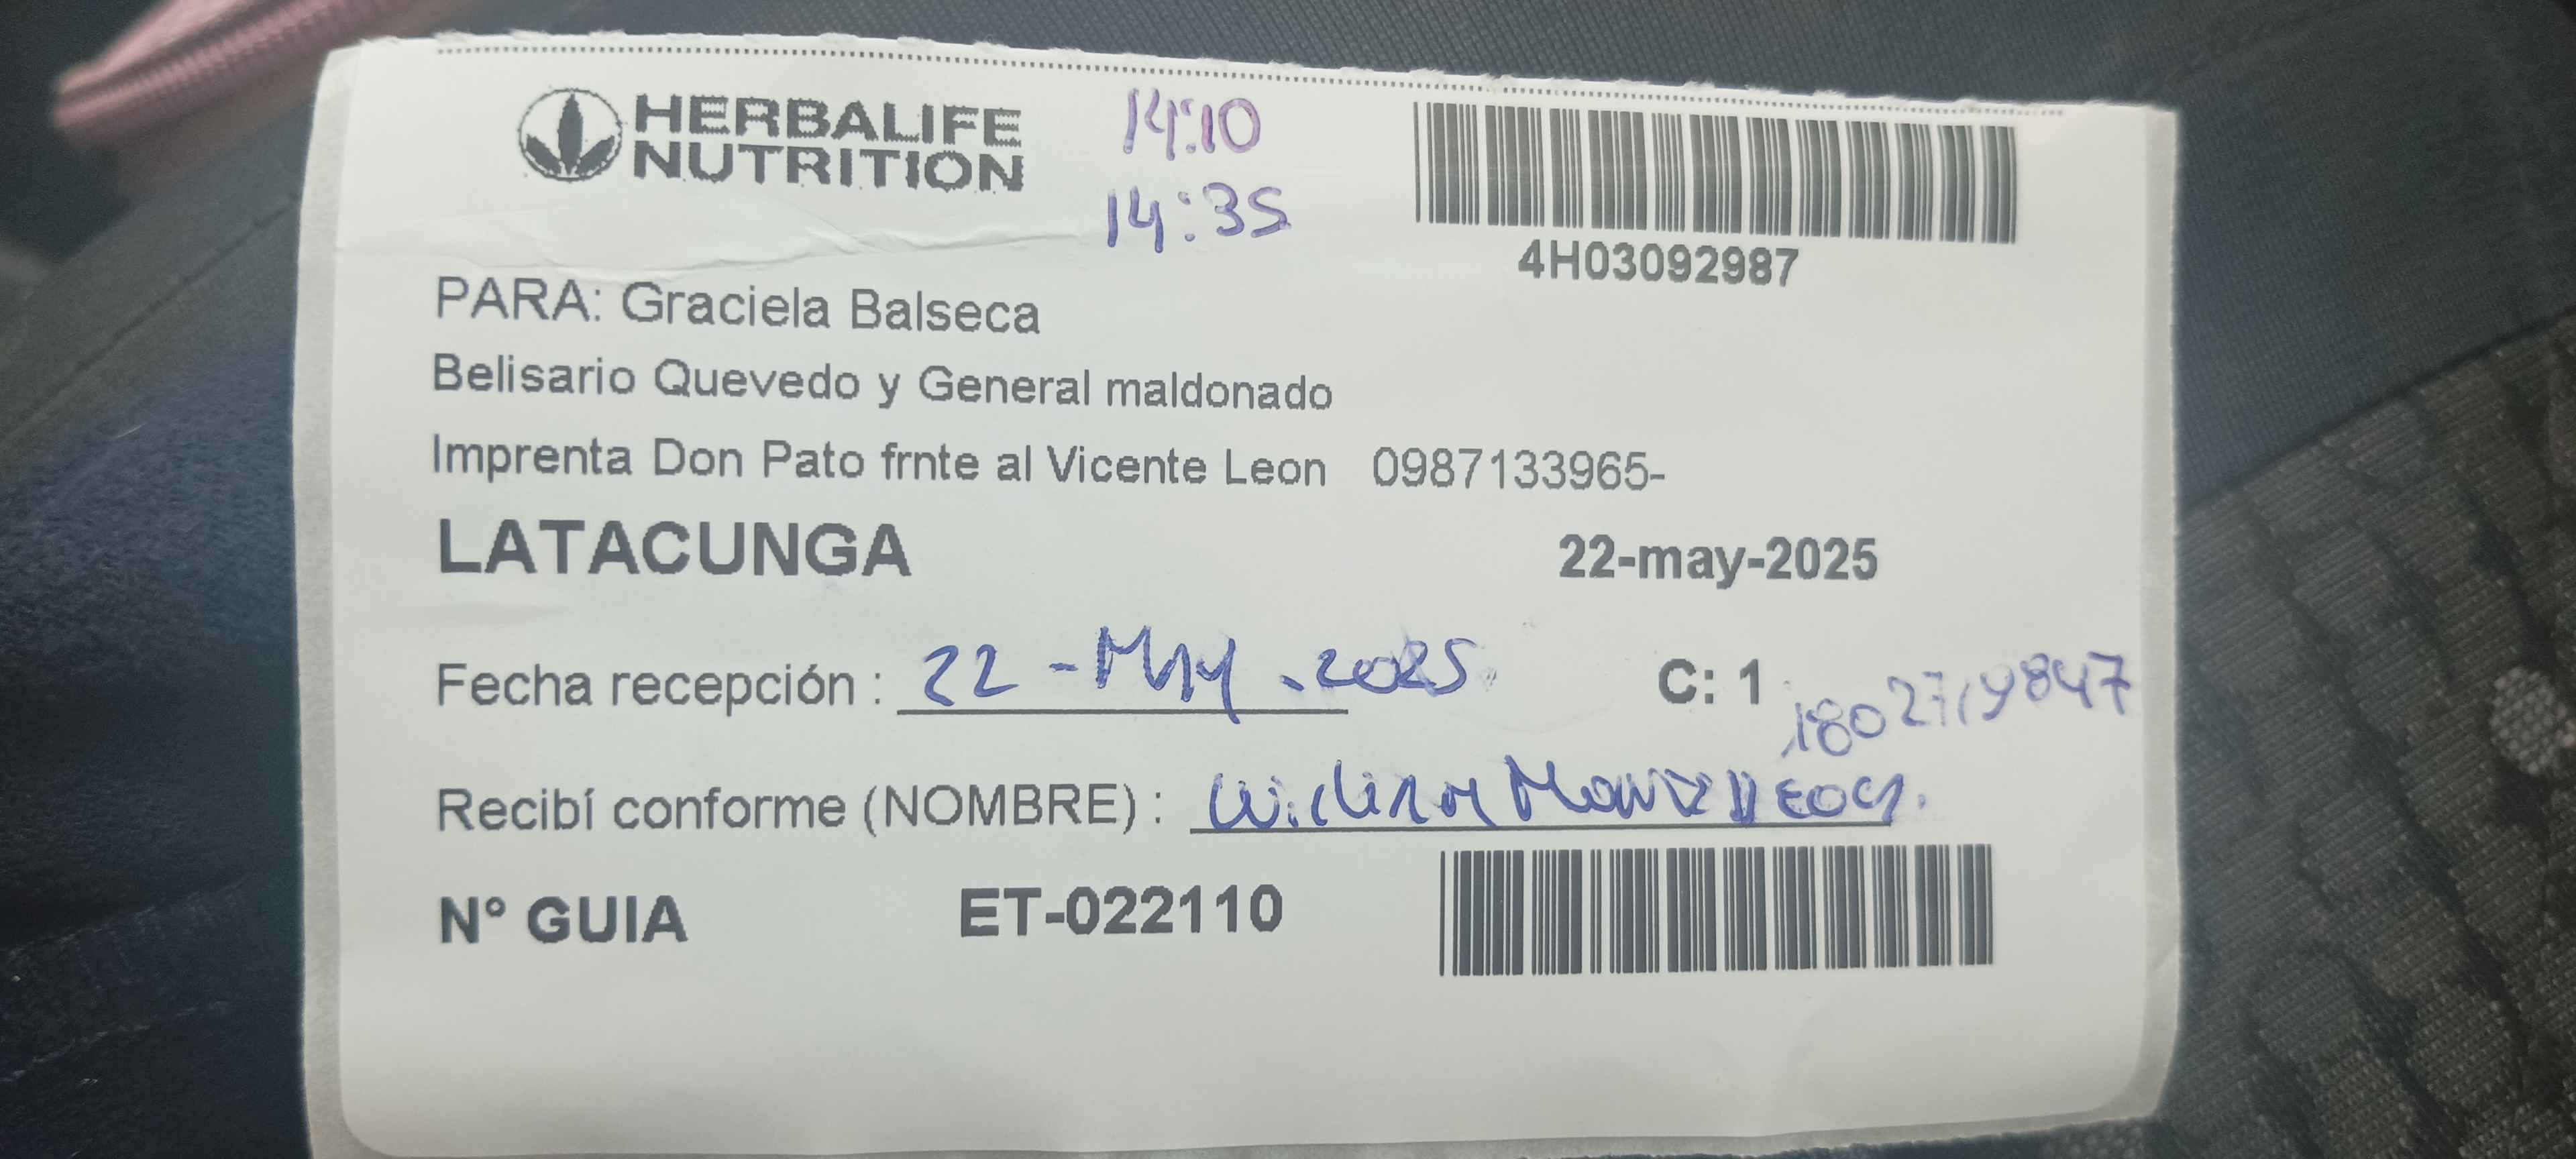 HERBALIFE
NUTRITION
14:10
14:35
4H03092987
PARA: Graciela Balseca
Belisario Quevedo y General maldonado
Imprenta Don Pato frnte al Vicente Leon 0987133965-
LATACUNGA
22-may-2025
Fecha recepción : 22-MAY.2025
C: 1
Recibí conforme (NOMBRE) :
N° GUIA ET-022110